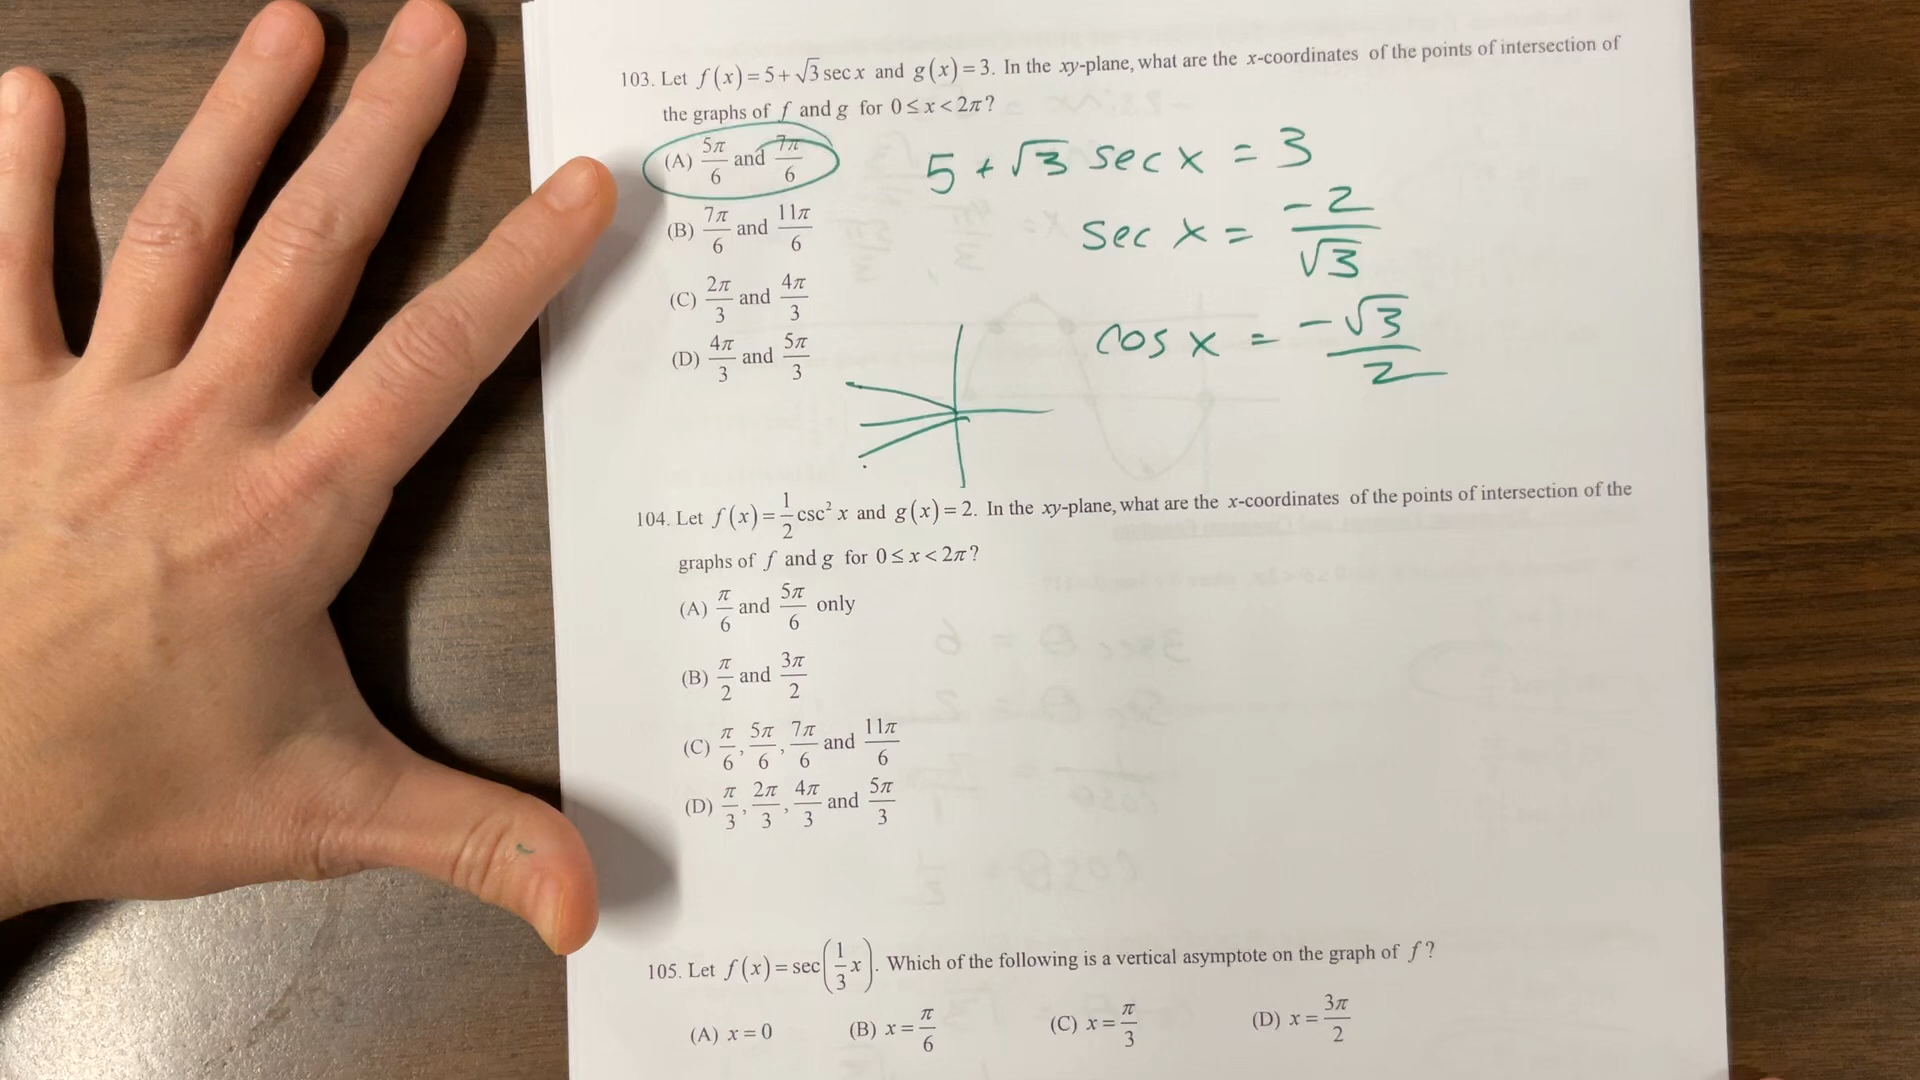 103. Let f(x) = 5 + √3 sec x and g(x) = 3. In the xy-plane, what are the x-coordinates of the points of intersection of
the graphs of f and g for 0 ≤ x < 2π?
(A) 5π/6 and 7π/6
(B) 7π/6 and 11π/6
(C) 2π/3 and 4π/3
(D) 4π/3 and 5π/3
5 + √3 sec x = 3
sec x = -2/√3
cos x = -√3/2
104. Let f(x) = 1/2 csc² x and g(x) = 2. In the xy-plane, what are the x-coordinates of the points of intersection of the
graphs of f and g for 0 ≤ x < 2π?
(A) π/6 and 5π/6 only
(B) π/2 and 3π/2
(C) π/6, 5π/6, 7π/6 and 11π/6
(D) π/3, 2π/3, 4π/3 and 5π/3
105. Let f(x) = sec(1/3 x). Which of the following is a vertical asymptote on the graph of f?
(A) x = 0 (B) x = π/6 (C) x = π/3 (D) x = 3π/2